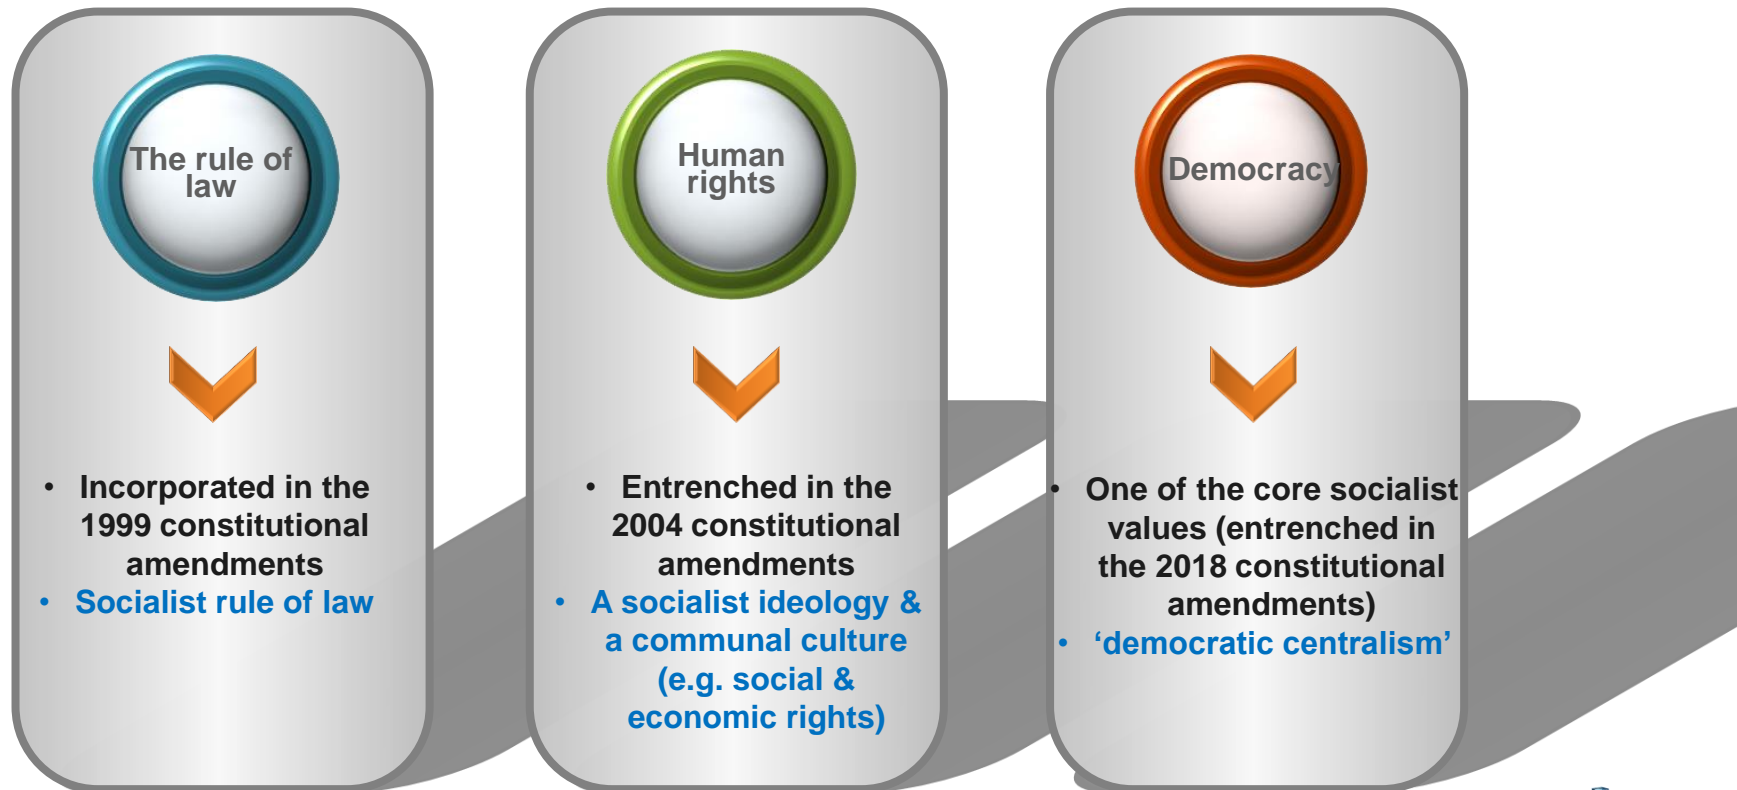 The rule of
law
• Incorporated in the
1999 constitutional
amendments
• Socialist rule of law
Human
rights
• Entrenched in the
2004 constitutional
amendments
• A socialist ideology &
a communal culture
(e.g. social &
economic rights)
Democracy
• One of the core socialist
values (entrenched in
the 2018 constitutional
amendments)
• ‘democratic centralism’